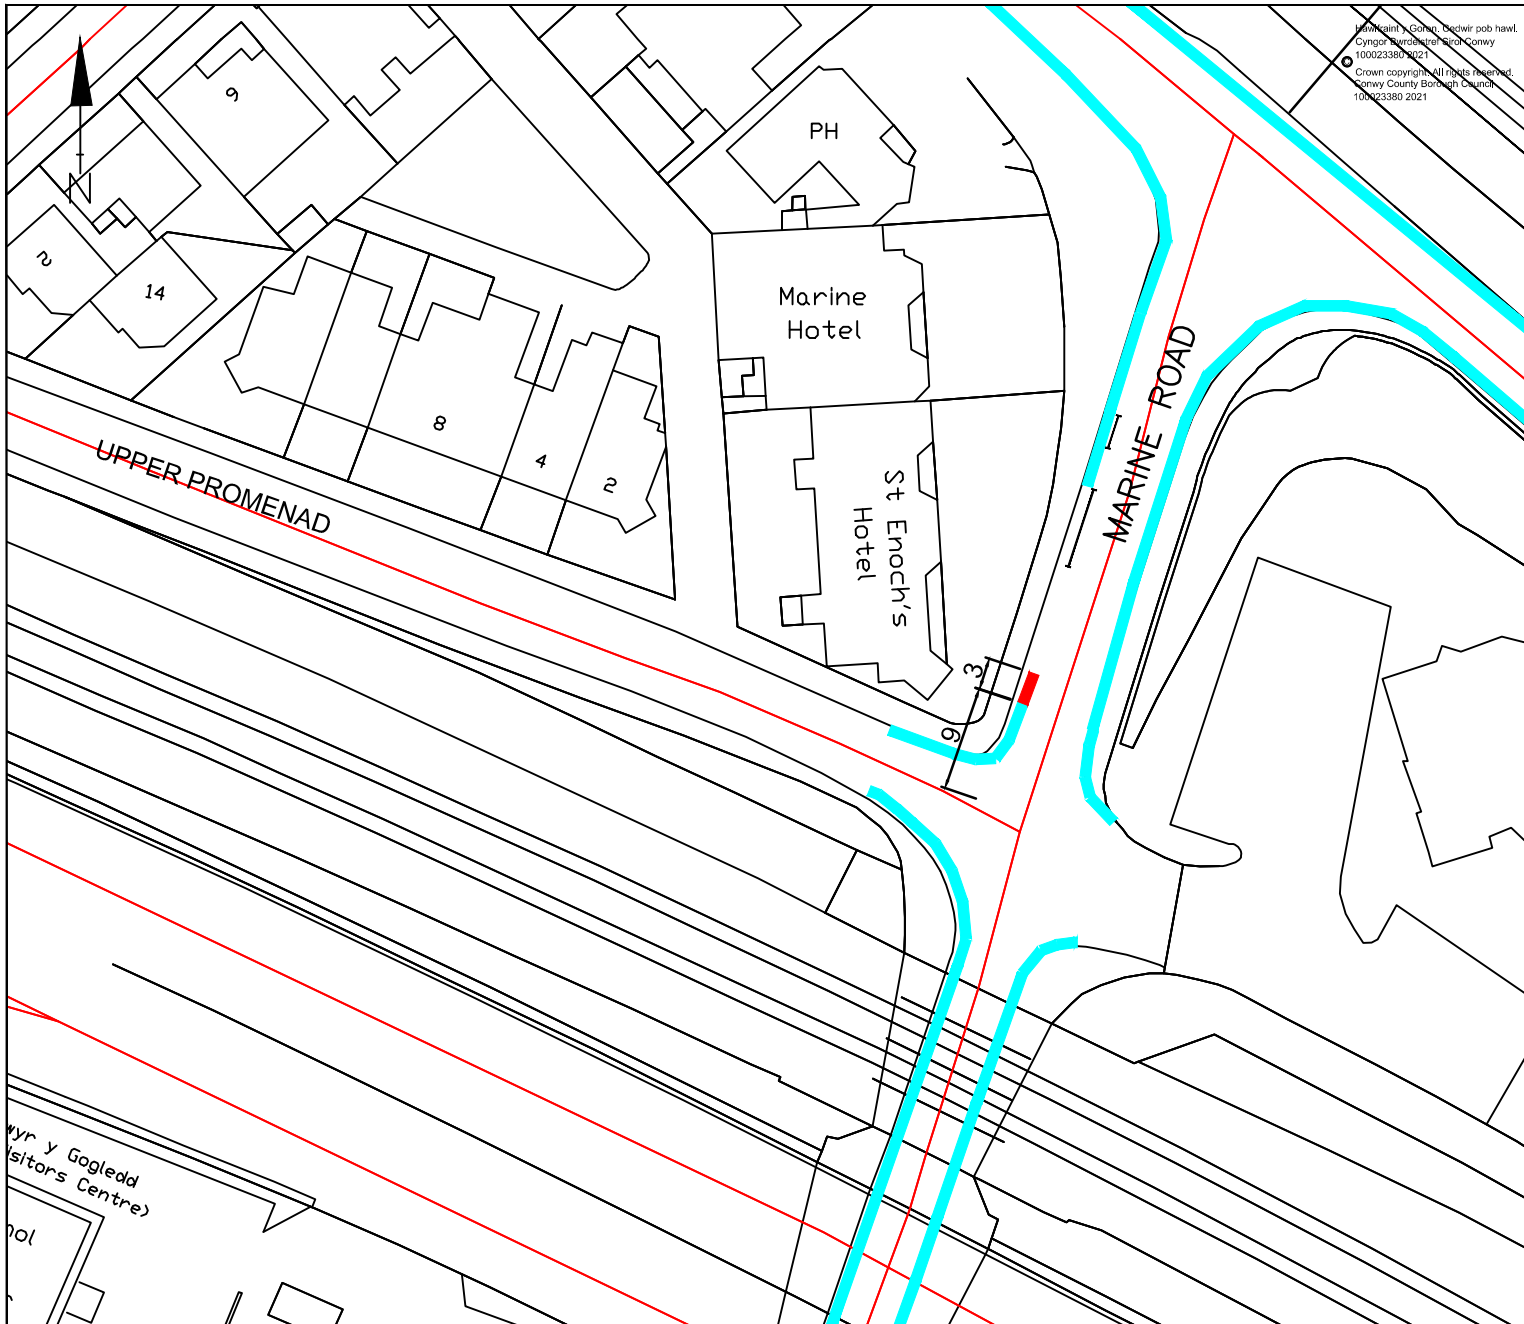 Hawlfraint y Goron. Cedwir pob hawl.
Cyngor Bwrdeistref Sirol Conwy
100023380 2021
©
Crown copyright. All rights reserved.
Conwy County Borough Council
100023380 2021
N
9
PH
2
14
Marine
Hotel
MARINE ROAD
8
4
2
UPPER PROMENAD
St Enoch's
Hotel
3
9
wyr y Gogledd
isitors Centre)
nol